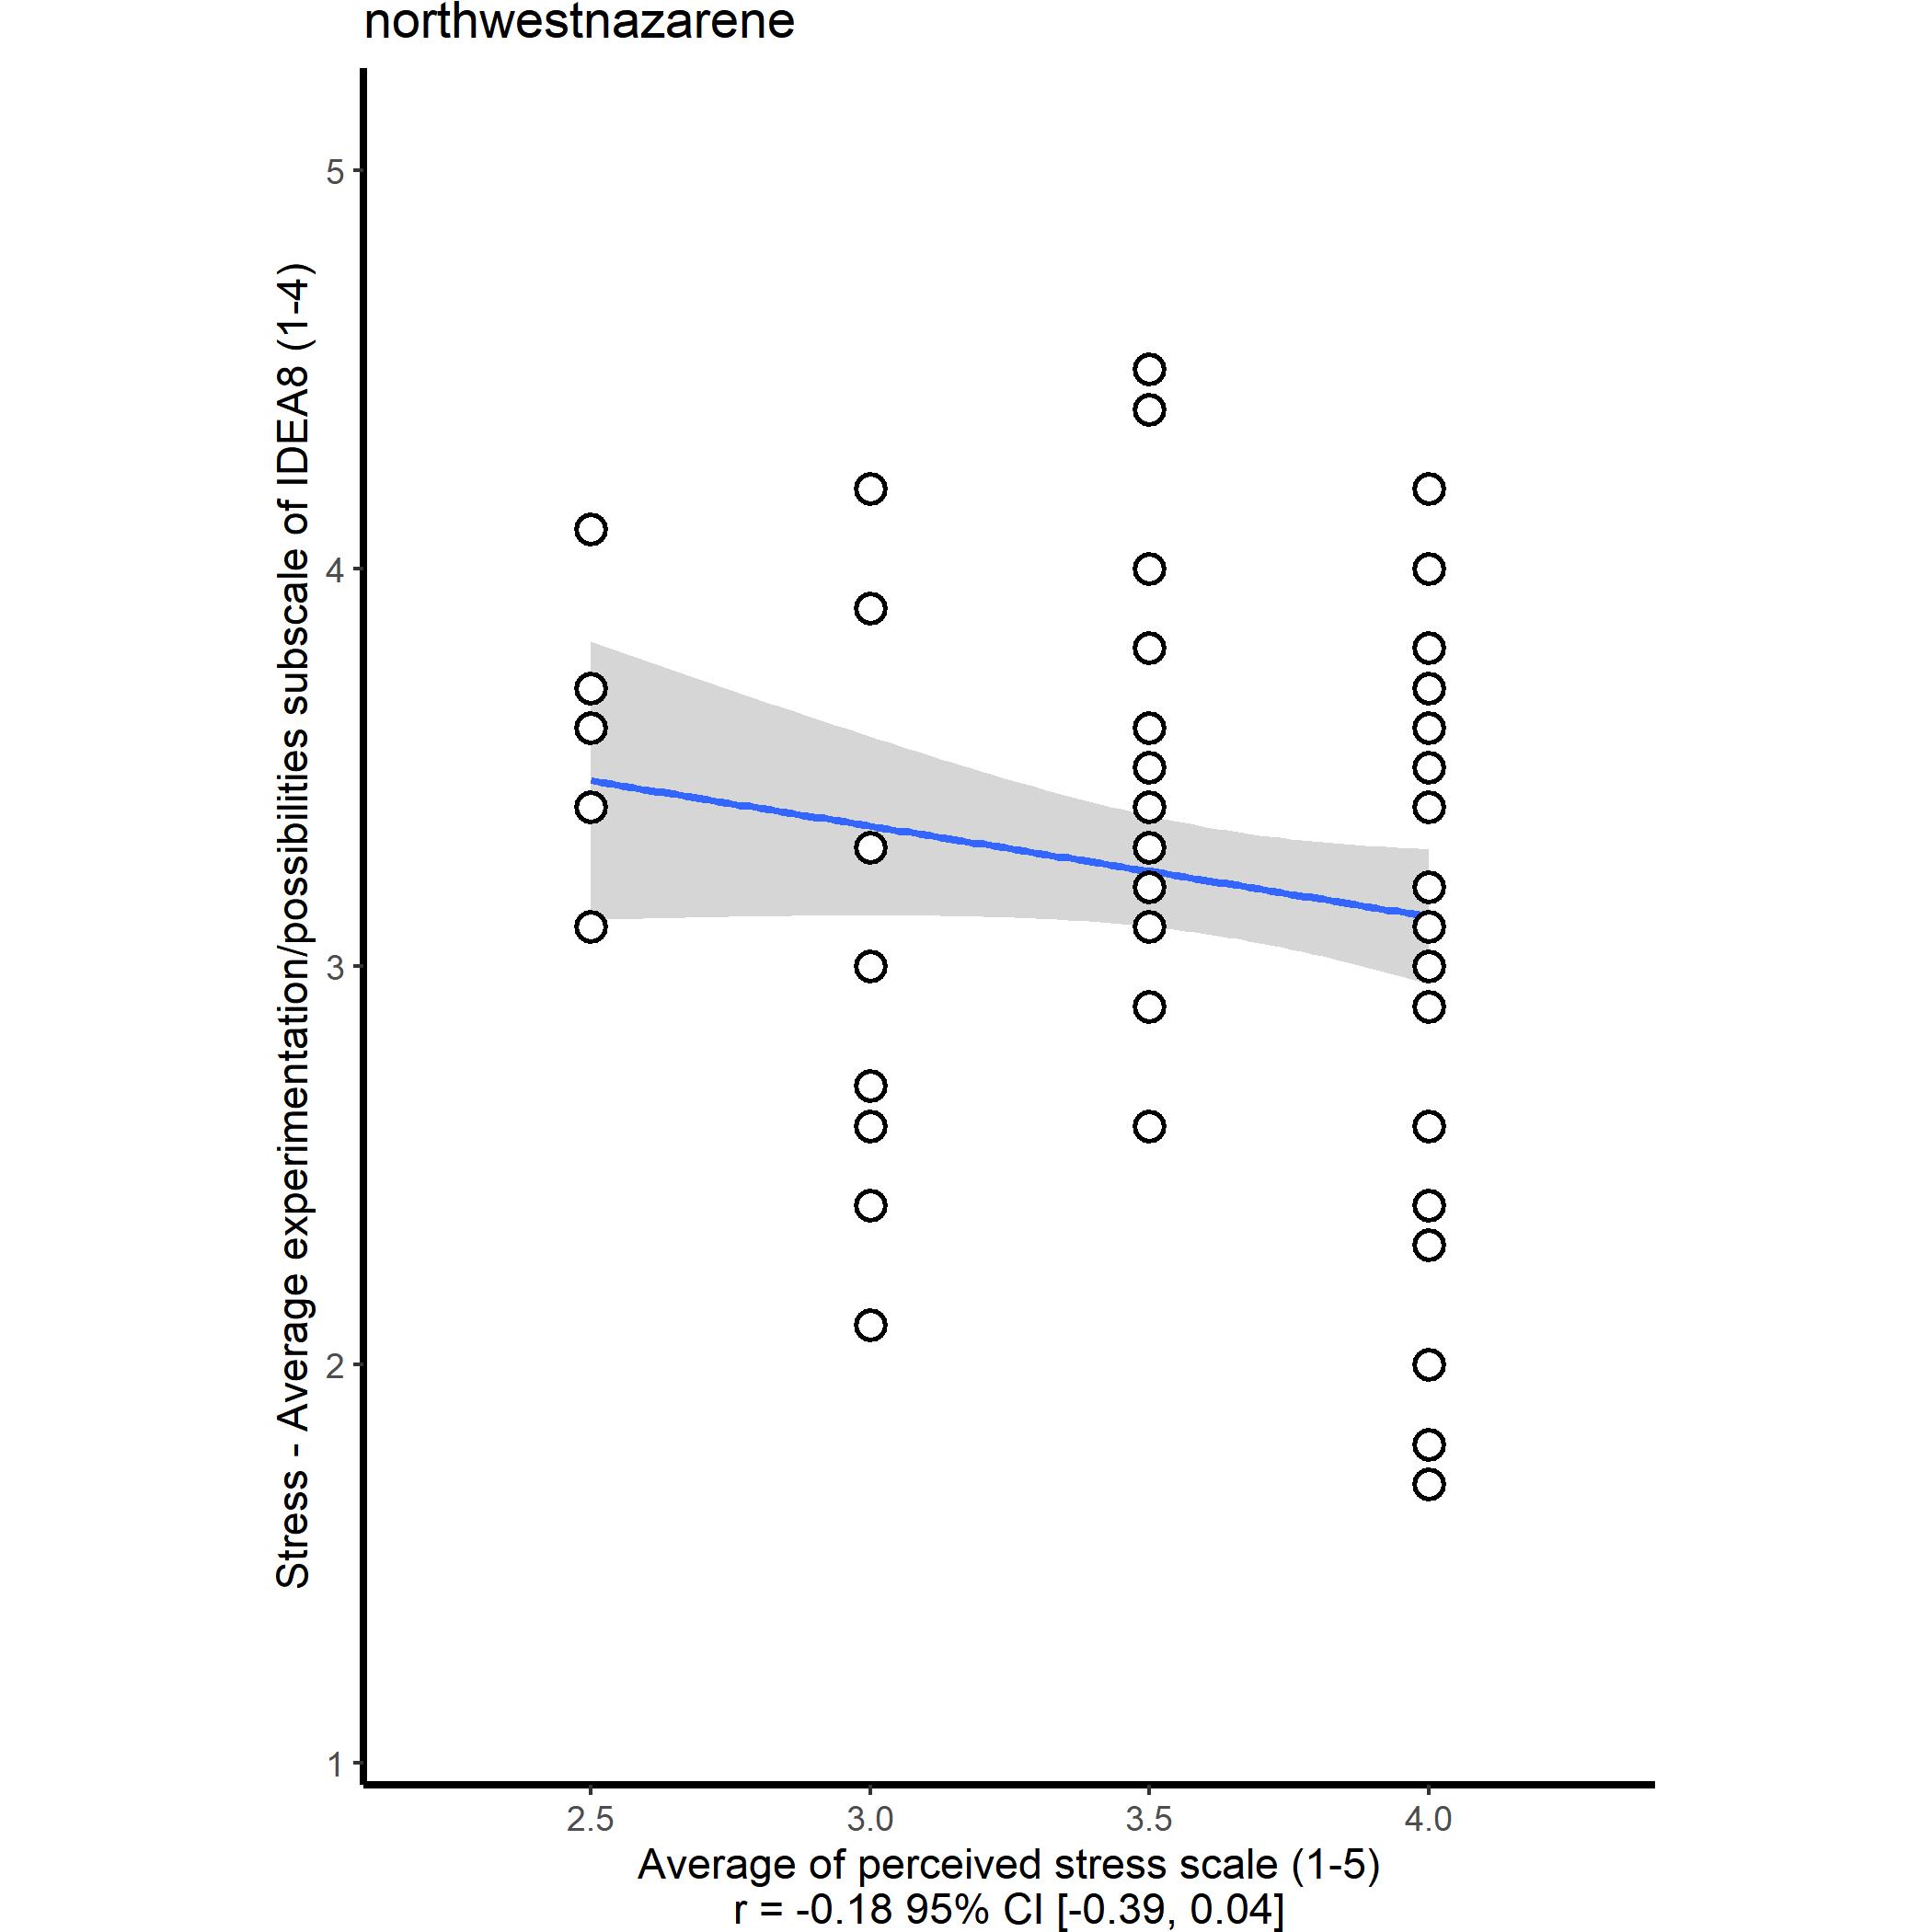 northwestnazarene
Stress - Average experimentation/possibilities subscale of IDEA8 (1-4)
5
4
3
2
1
2.5 3.0 3.5 4.0
Average of perceived stress scale (1-5)
r = -0.18 95% CI [-0.39, 0.04]